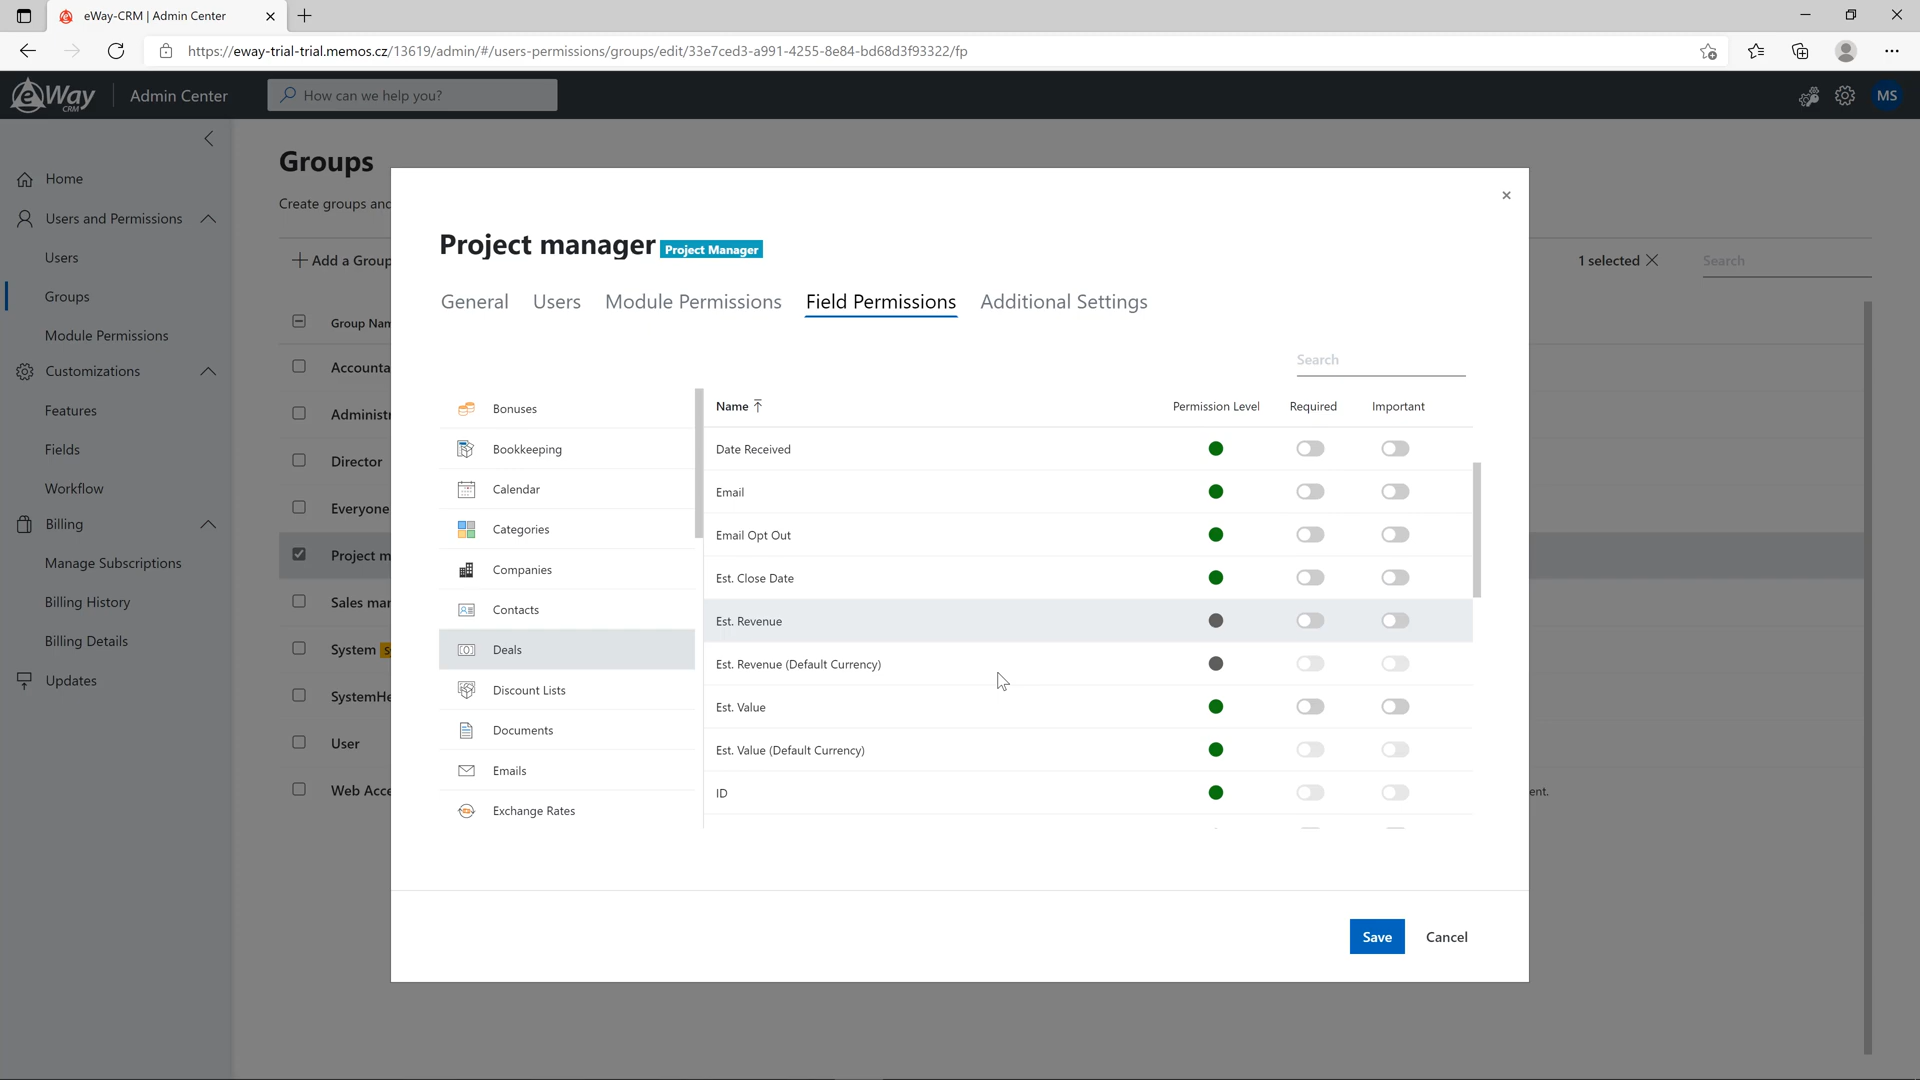 eWay-CRM | Admin Center
https://eway-trial-trial.memos.cz/13619/admin/#/users-permissions/groups/edit/33e7ced3-a991-4255-8e84-bd68d3f93322/fp
eWay CRM
Admin Center
How can we help you?
MS
Home
Users and Permissions
Users
Groups
Module Permissions
Customizations
Features
Fields
Workflow
Billing
Manage Subscriptions
Billing History
Billing Details
Updates
Groups
Create groups and
Add a Group
1 selected
Search
Group Nam
Accounta
Administ
Director
Everyone
Project m
Sales mar
System S
SystemHe
User
Web Acce
ent.
Project manager Project Manager
General Users Module Permissions Field Permissions Additional Settings
Search
Bonuses
Bookkeeping
Calendar
Categories
Companies
Contacts
Deals
Discount Lists
Documents
Emails
Exchange Rates
Name Permission Level Required Important
Date Received
Email
Email Opt Out
Est. Close Date
Est. Revenue
Est. Revenue (Default Currency)
Est. Value
Est. Value (Default Currency)
ID
Save Cancel